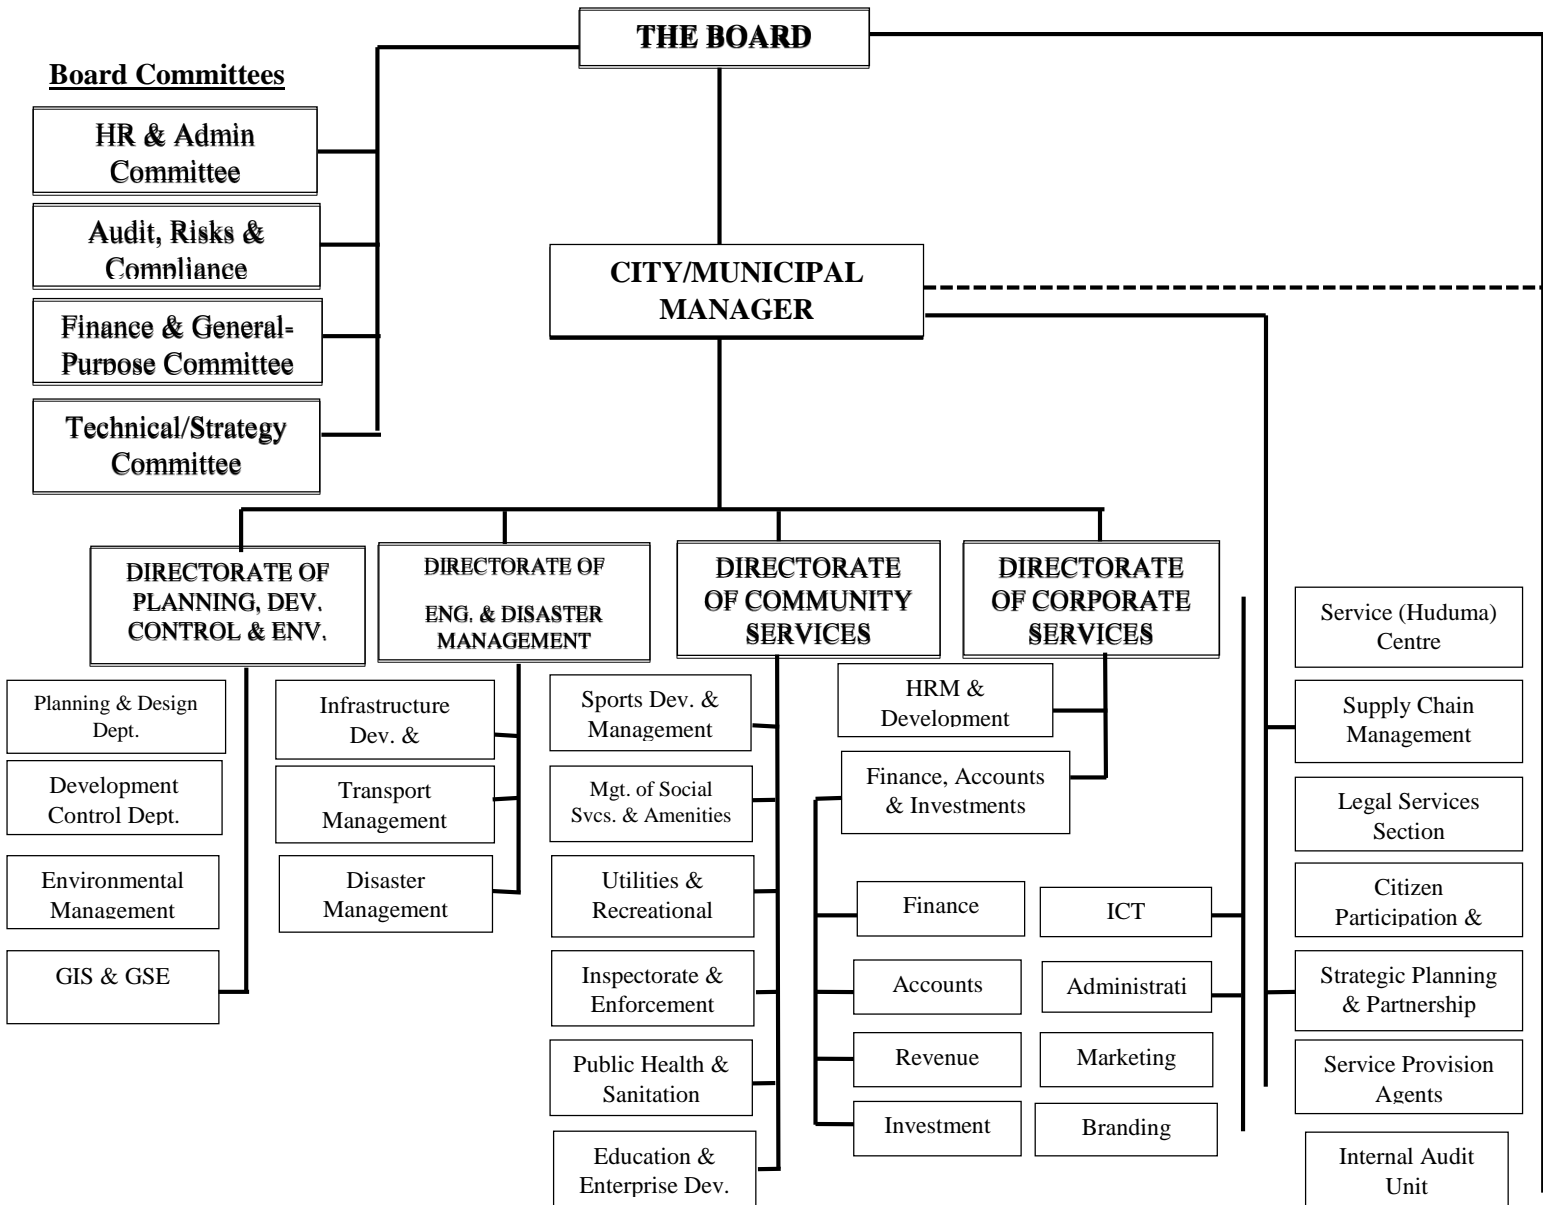 THE BOARD
Board Committees
HR & Admin
Committee
Audit, Risks &
Compliance
Finance & General-
Purpose Committee
Technical/Strategy
Committee
CITY/MUNICIPAL
MANAGER
DIRECTORATE OF
PLANNING, DEV.
CONTROL & ENV.
DIRECTORATE OF
ENG. & DISASTER
MANAGEMENT
DIRECTORATE
OF COMMUNITY
SERVICES
DIRECTORATE
OF CORPORATE
SERVICES
Planning & Design
Dept.
Development
Control Dept.
Environmental
Management
GIS & GSE
Infrastructure
Dev. &
Transport
Management
Disaster
Management
Sports Dev. &
Management
Mgt. of Social
Svcs. & Amenities
Utilities &
Recreational
Inspectorate &
Enforcement
Public Health &
Sanitation
Education &
Enterprise Dev.
HRM &
Development
Finance, Accounts
& Investments
Finance
Accounts
Revenue
Investment
ICT
Administrati
Marketing
Branding
Service (Huduma)
Centre
Supply Chain
Management
Legal Services
Section
Citizen
Participation &
Strategic Planning
& Partnership
Service Provision
Agents
Internal Audit
Unit